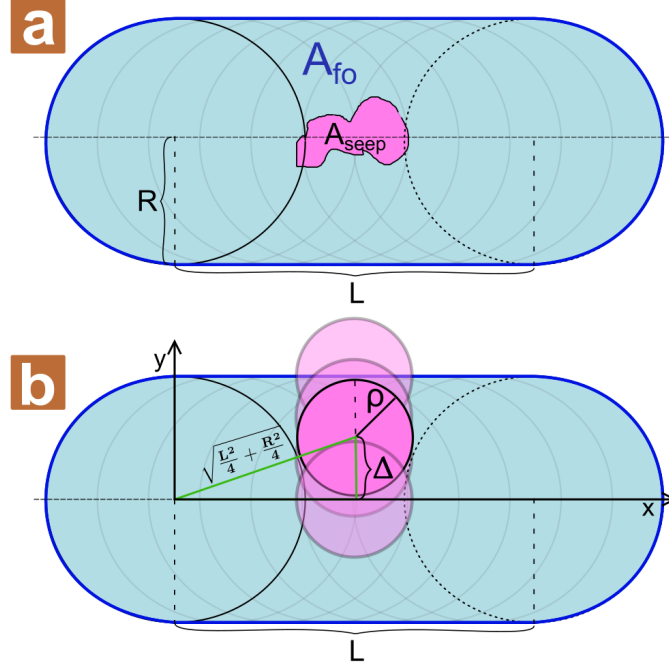 a
A_fo
A_seep
R
L
b
y
ρ
√(L²/4 + R²/4)
Δ
x
L